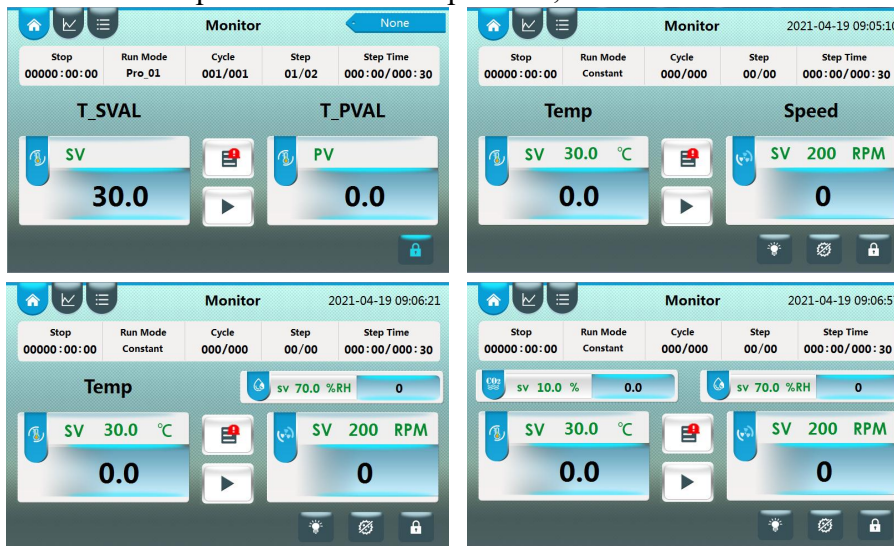 Monitor
None
Stop Run Mode Cycle Step Step Time
00000:00:00 Pro_01 001/001 01/02 000:00/000:30
T_SVAL T_PVAL
SV PV
30.0 0.0
Monitor 2021-04-19 09:05:10
Stop Run Mode Cycle Step Step Time
00000:00:00 Constant 000/000 00/00 000:00/000:30
Temp Speed
SV 30.0 ℃ SV 200 RPM
0.0 0
Monitor 2021-04-19 09:06:21
Stop Run Mode Cycle Step Step Time
00000:00:00 Constant 000/000 00/00 000:00/000:30
Temp sv 70.0 %RH 0
SV 30.0 ℃ SV 200 RPM
0.0 0
Monitor 2021-04-19 09:06:5
Stop Run Mode Cycle Step Step Time
00000:00:00 Constant 000/000 00/00 000:00/000:30
CO2 sv 10.0 % 0.0 sv 70.0 %RH 0
SV 30.0 ℃ SV 200 RPM
0.0 0